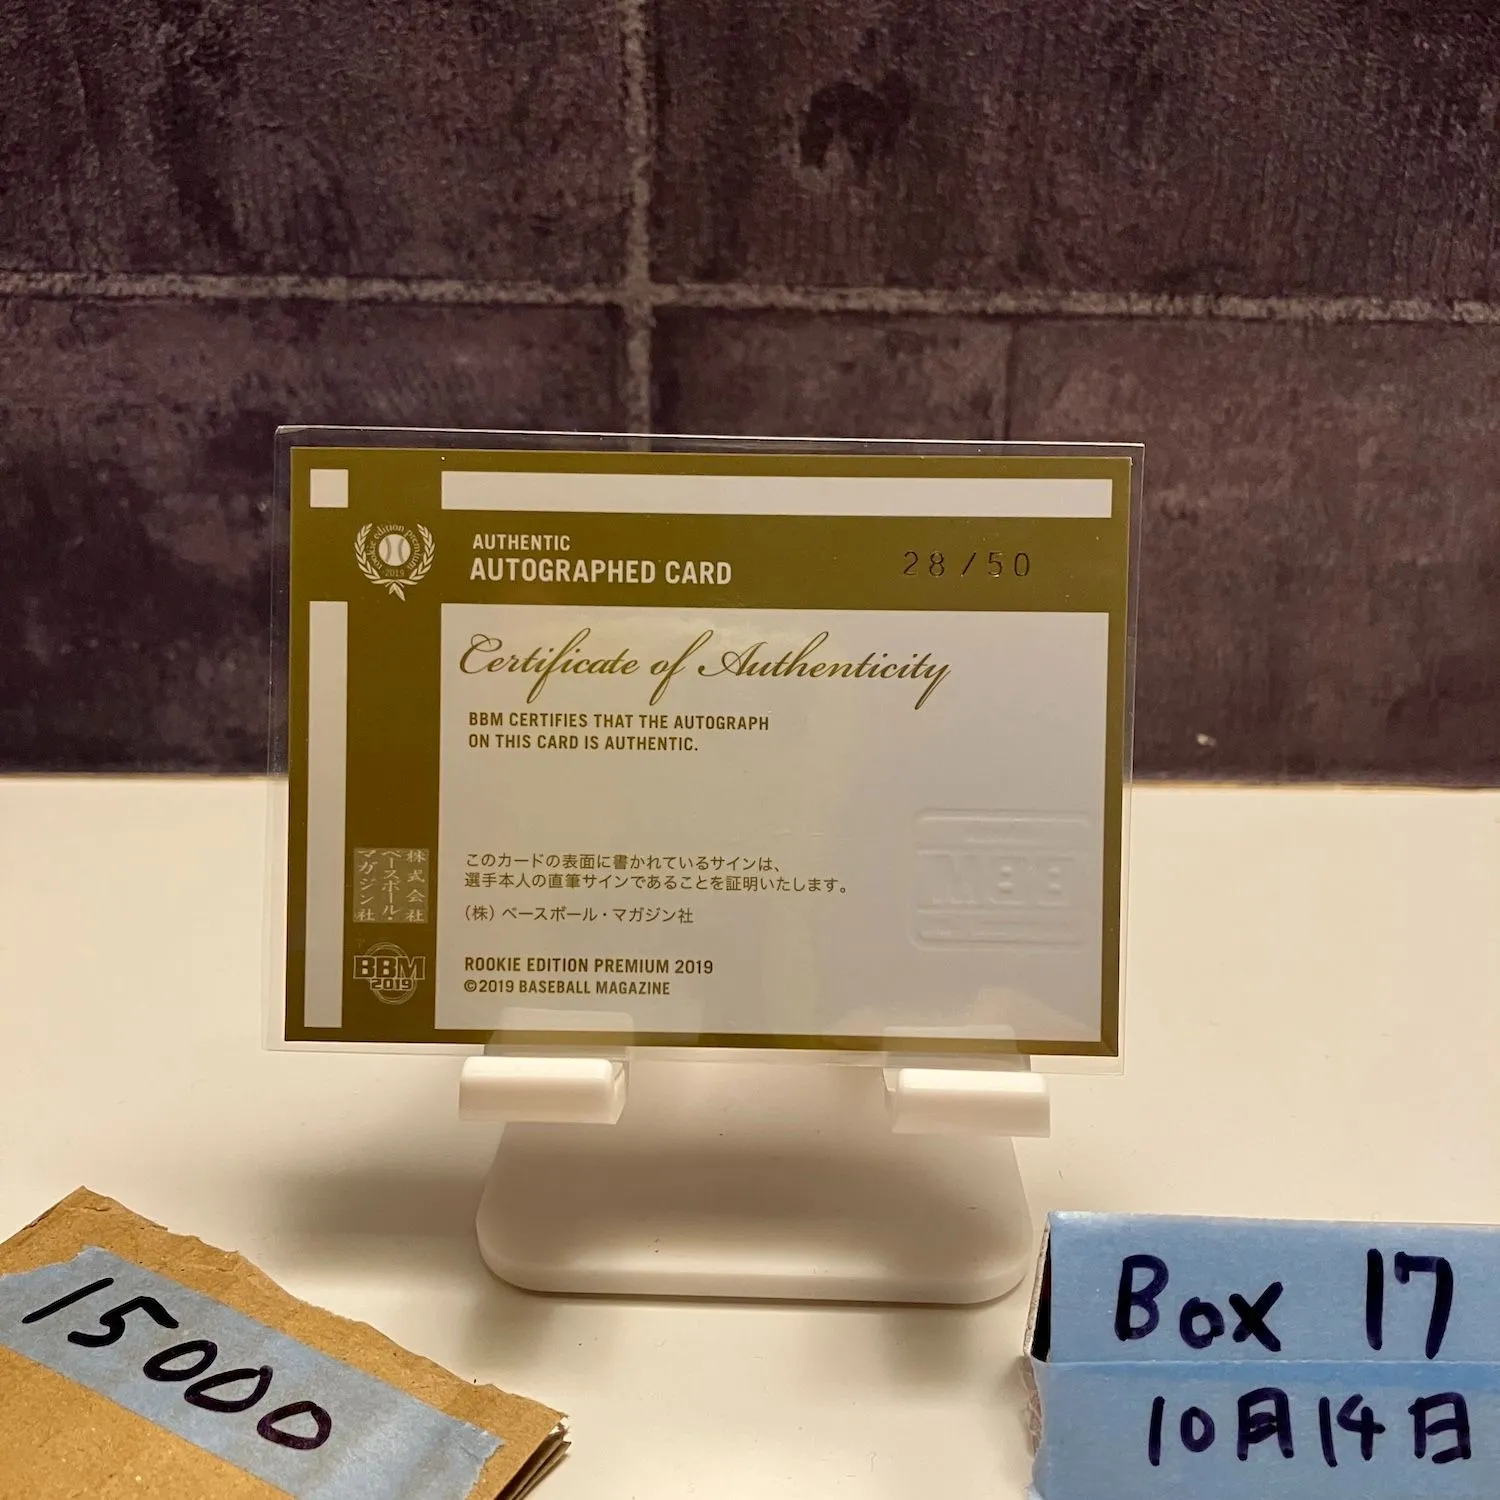 rookie edition premium
2019
AUTHENTIC
AUTOGRAPHED CARD
28/50
Certificate of Authenticity
BBM CERTIFIES THAT THE AUTOGRAPH
ON THIS CARD IS AUTHENTIC.
このカードの表面に書かれているサインは、
選手本人の直筆サインであることを証明いたします。
(株) ベースボール・マガジン社
ROOKIE EDITION PREMIUM 2019
©2019 BASEBALL MAGAZINE
株式会社
ベースボール・
マガジン社
BBM
2019
BBM
15000
Box 17
10月14日